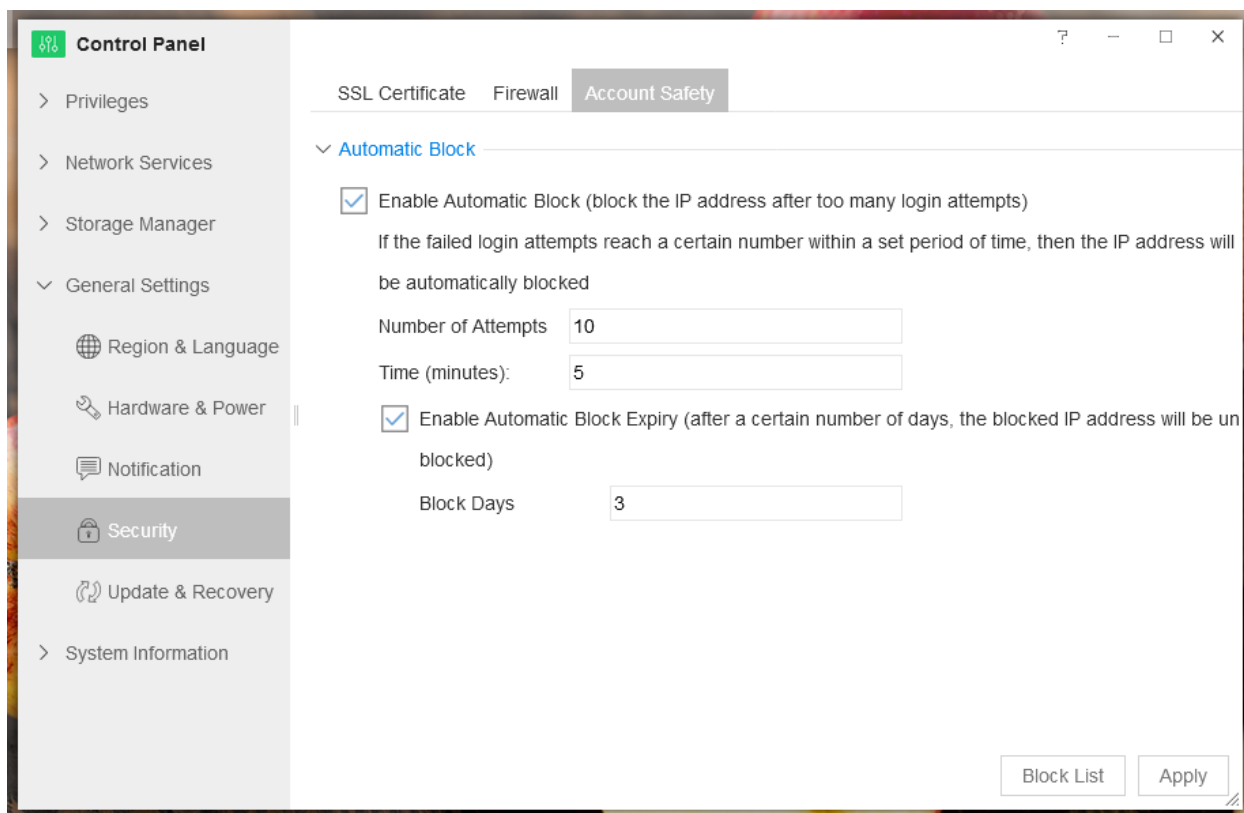 Control Panel
Privileges
Network Services
Storage Manager
General Settings
Region & Language
Hardware & Power
Notification
Security
Update & Recovery
System Information
?
SSL Certificate Firewall Account Safety
Automatic Block
Enable Automatic Block (block the IP address after too many login attempts)
If the failed login attempts reach a certain number within a set period of time, then the IP address will
be automatically blocked
Number of Attempts 10
Time (minutes): 5
Enable Automatic Block Expiry (after a certain number of days, the blocked IP address will be un
blocked)
Block Days 3
Block List Apply